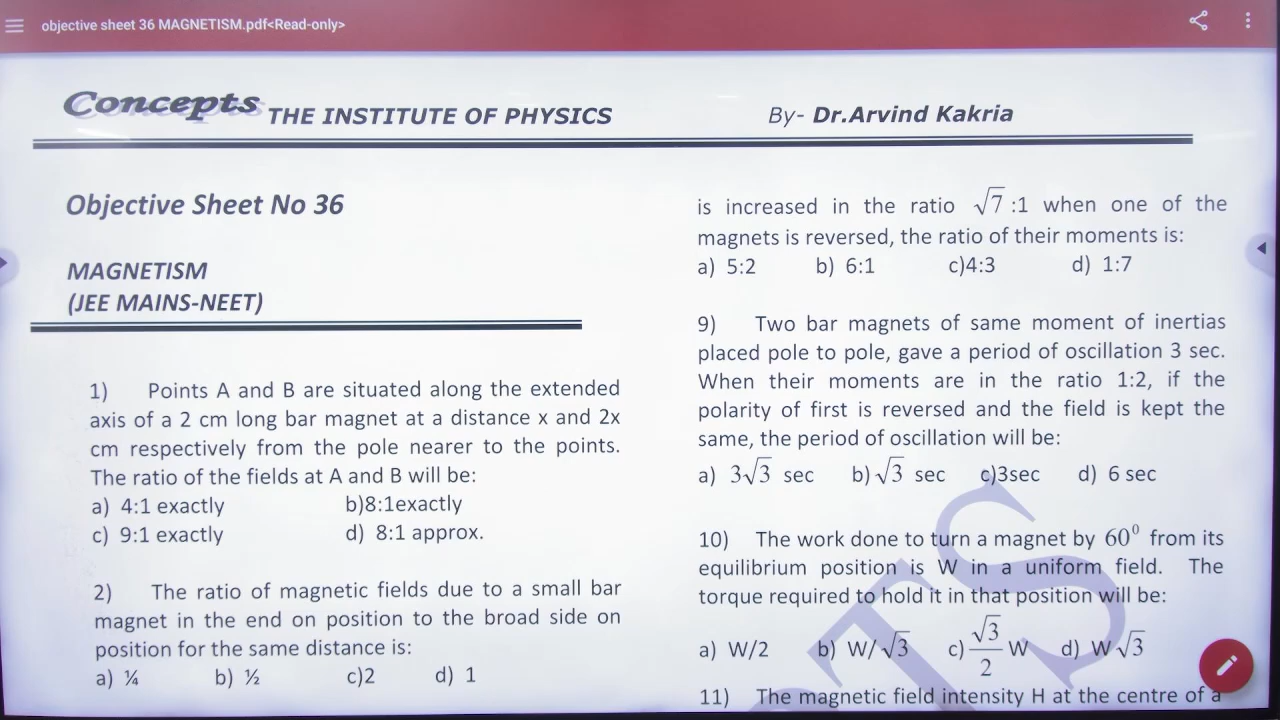 objective sheet 36 MAGNETISM.pdf<Read-only>
Concepts THE INSTITUTE OF PHYSICS By- Dr.Arvind Kakria
Objective Sheet No 36
MAGNETISM
(JEE MAINS-NEET)
1) Points A and B are situated along the extended
axis of a 2 cm long bar magnet at a distance x and 2x
cm respectively from the pole nearer to the points.
The ratio of the fields at A and B will be:
a) 4:1 exactly b)8:1exactly
c) 9:1 exactly d) 8:1 approx.
2) The ratio of magnetic fields due to a small bar
magnet in the end on position to the broad side on
position for the same distance is:
a) ¼ b) ½ c)2 d) 1
is increased in the ratio √7 :1 when one of the
magnets is reversed, the ratio of their moments is:
a) 5:2 b) 6:1 c)4:3 d) 1:7
9) Two bar magnets of same moment of inertias
placed pole to pole, gave a period of oscillation 3 sec.
When their moments are in the ratio 1:2, if the
polarity of first is reversed and the field is kept the
same, the period of oscillation will be:
a) 3√3 sec b) √3 sec c)3sec d) 6 sec
10) The work done to turn a magnet by 60⁰ from its
equilibrium position is W in a uniform field. The
torque required to hold it in that position will be:
a) W/2 b) W/√3 c) √3/2 W d) W√3
11) The magnetic field intensity H at the centre of a